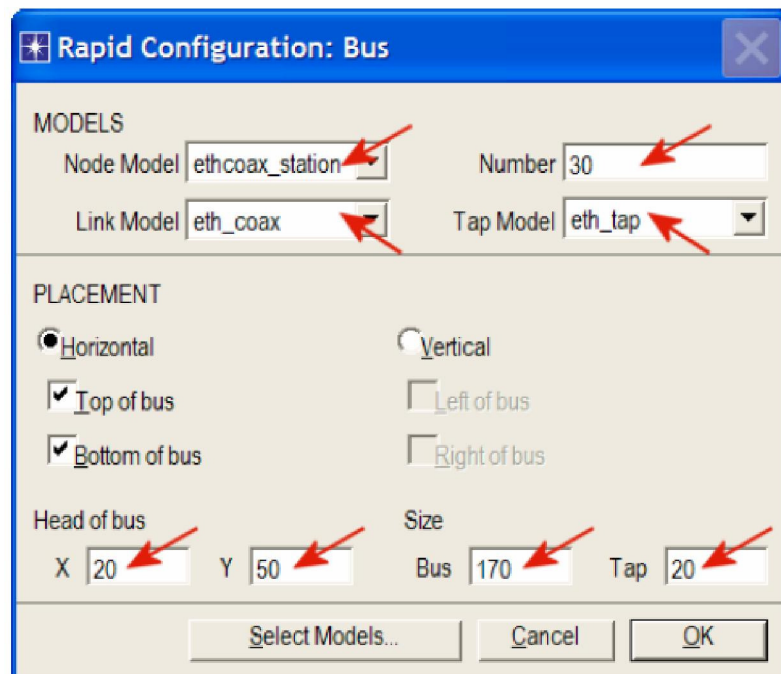 Rapid Configuration: Bus
MODELS
Node Model ethcoax_station Number 30
Link Model eth_coax Tap Model eth_tap
PLACEMENT
Horizontal Vertical
Top of bus Left of bus
Bottom of bus Right of bus
Head of bus Size
X 20 Y 50 Bus 170 Tap 20
Select Models... Cancel OK